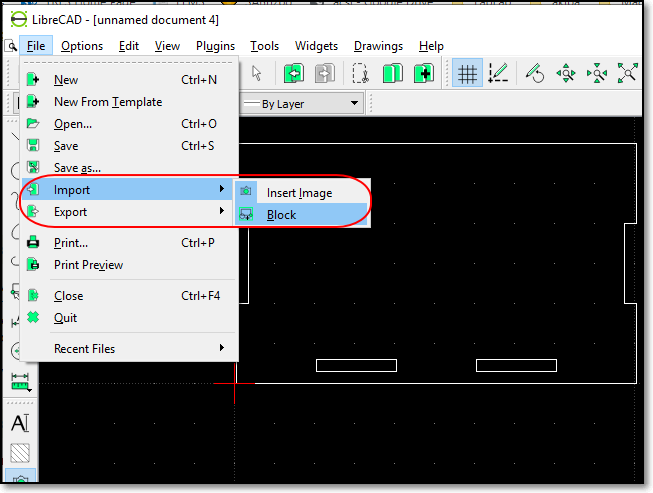 LibreCAD - [unnamed document 4]
File Options Edit View Plugins Tools Widgets Drawings Help
New Ctrl+N
New From Template
Open... Ctrl+O
Save Ctrl+S
Save as...
Import
Export
Insert Image
Block
Print... Ctrl+P
Print Preview
Close Ctrl+F4
Quit
Recent Files
By Layer
A